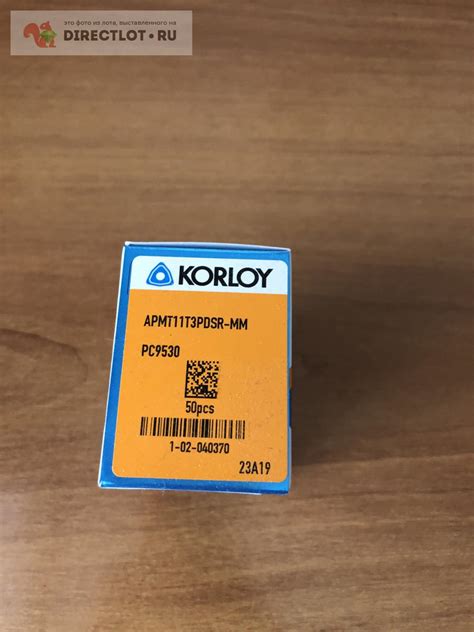 это фото из лота, выставленного на
DIRECTLOT.RU
KORLOY
APMT11T3PDSR-MM
PC9530
50pcs
1-02-040370
23A19